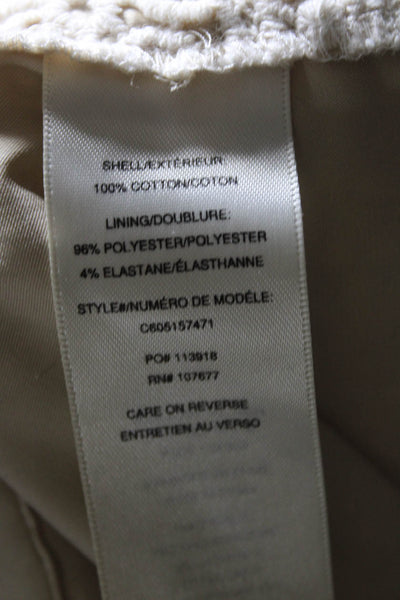 SHELL/EXTÉRIEUR:
100% COTTON/COTON
LINING/DOUBLURE:
96% POLYESTER/POLYESTER
4% ELASTANE/ÉLASTHANNE
STYLE#/NUMÉRO DE MODÈLE:
C605157471
PO# 113918
RN# 107677
CARE ON REVERSE
ENTRETIEN AU VERSO